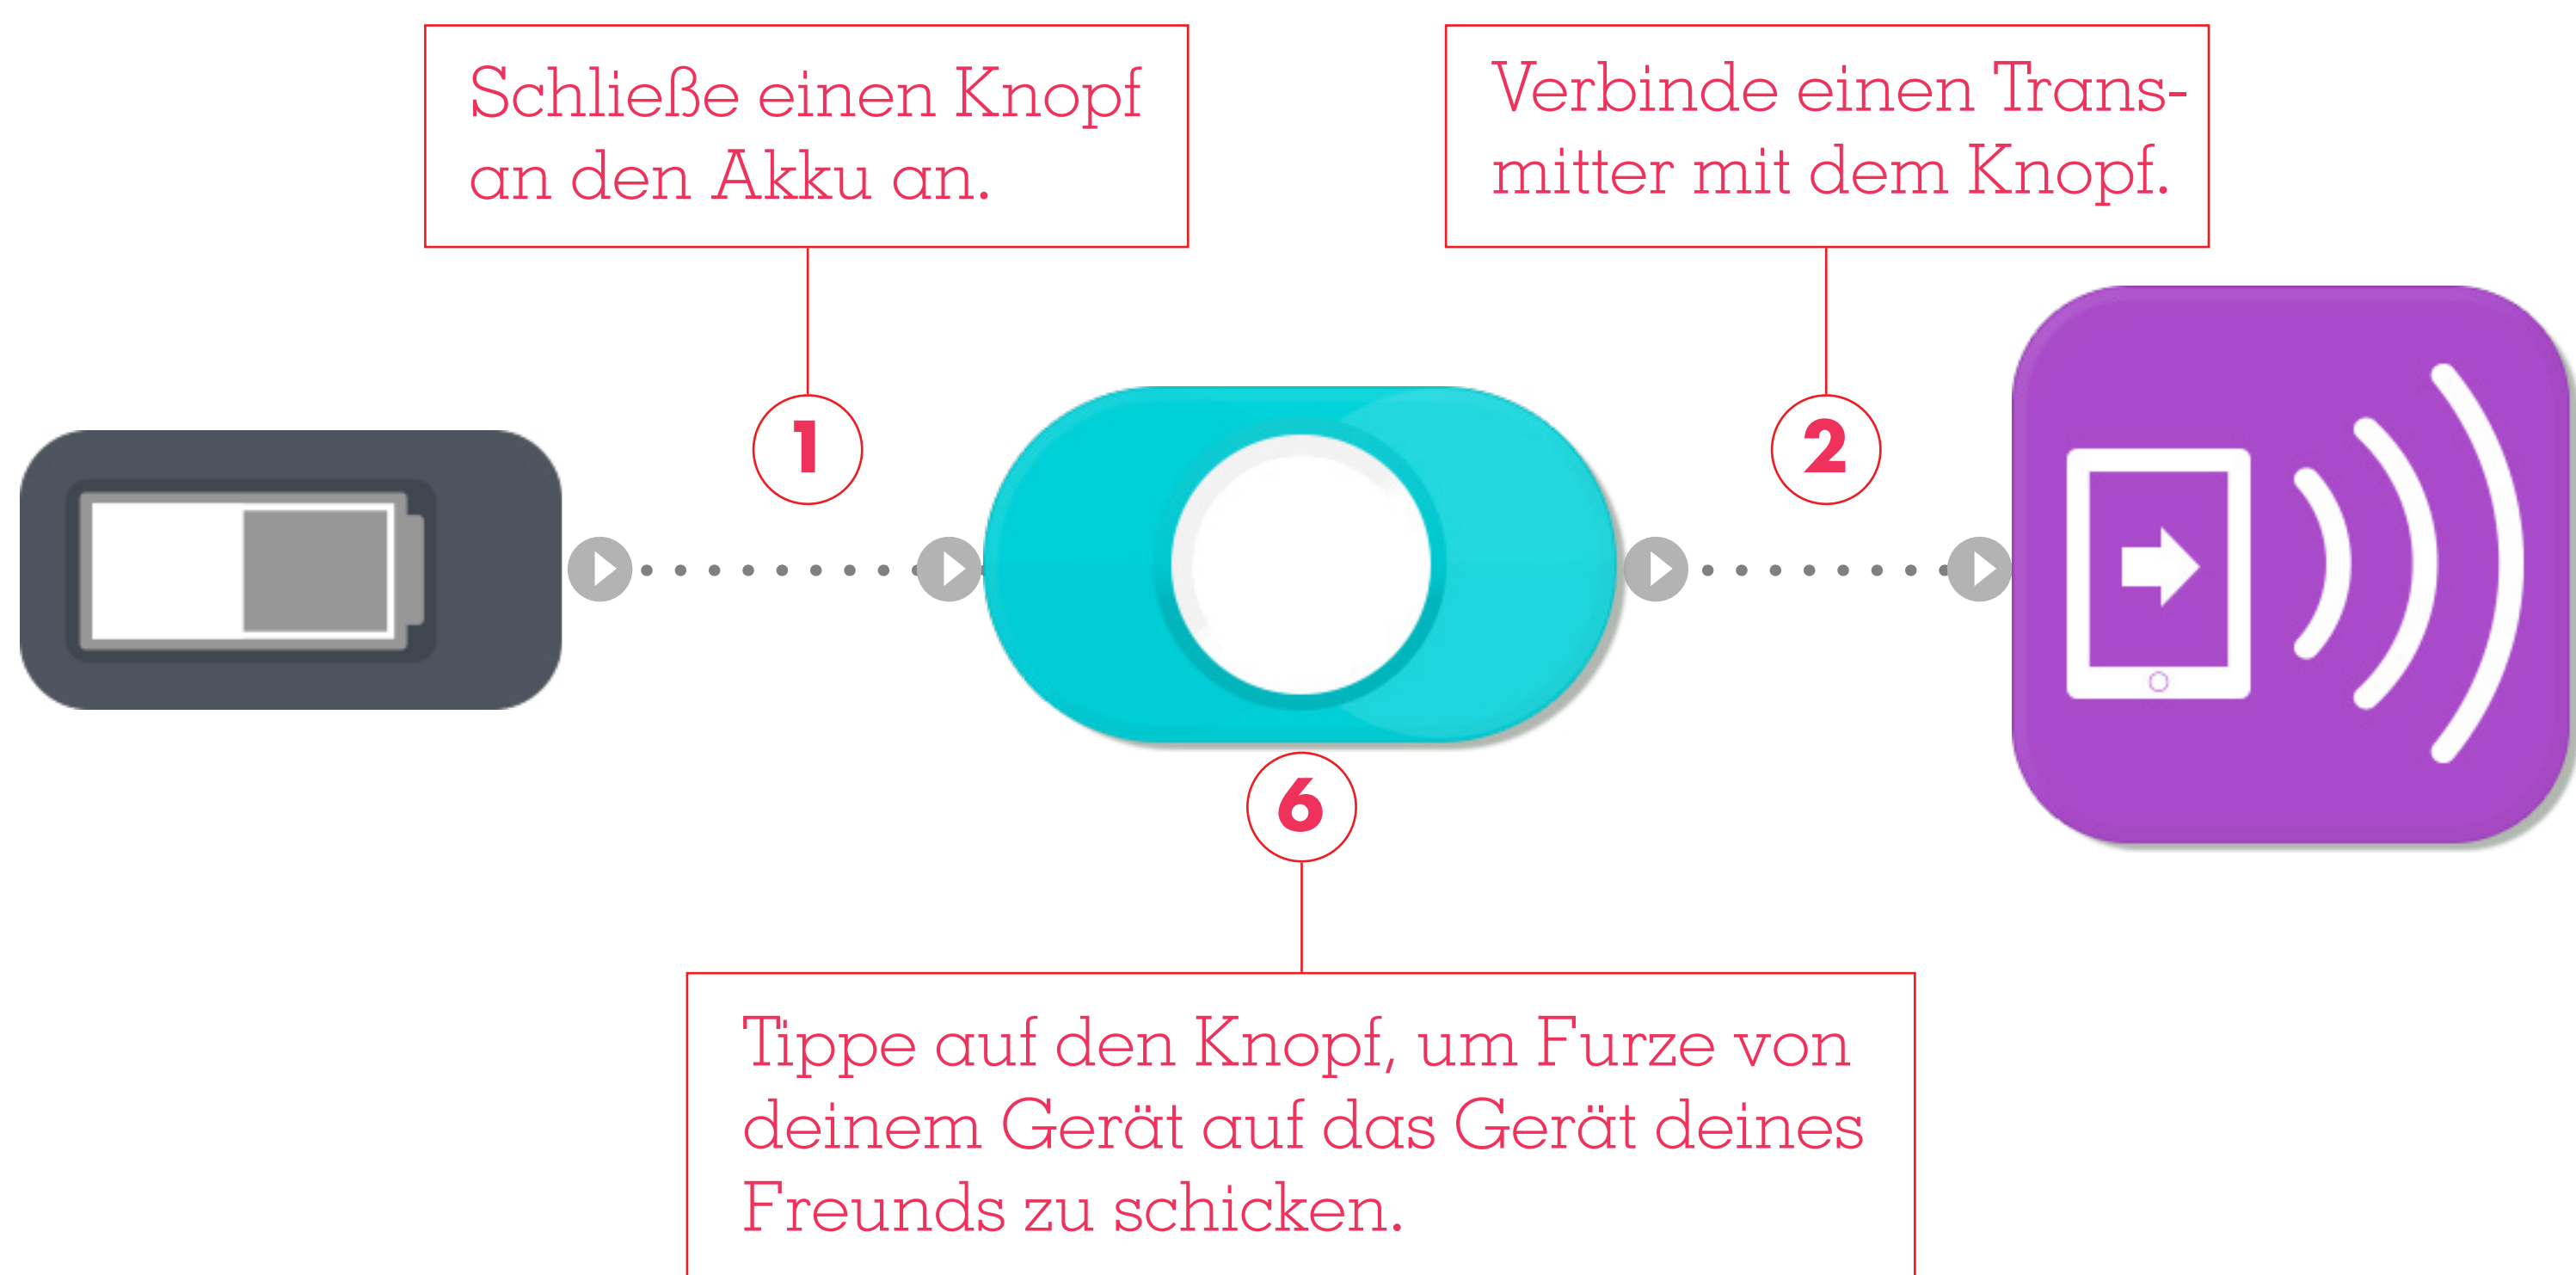 Schließe einen Knopf
an den Akku an.
Verbinde einen Trans-
mitter mit dem Knopf.
1
2
6
Tippe auf den Knopf, um Furze von
deinem Gerät auf das Gerät deines
Freunds zu schicken.